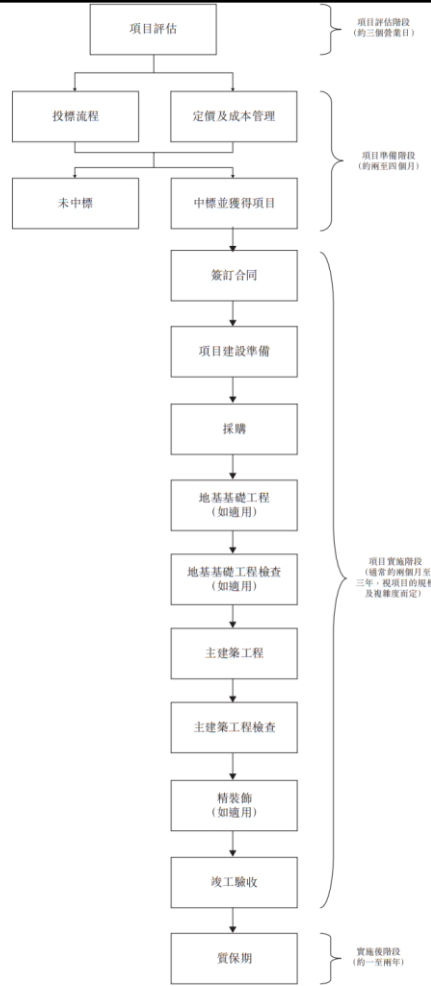 項目評估
項目評估階段
(約三個營業日)
投標流程
定價及成本管理
項目準備階段
(約兩至四個月)
未中標
中標並獲得項目
簽訂合同
項目建設準備
採購
地基基礎工程
(如適用)
地基基礎工程檢查
(如適用)
項目實施階段
(通常約兩個月至
三年，視項目的規模
及複雜度而定)
主建築工程
主建築工程檢查
精裝飾
(如適用)
竣工驗收
質保期
實施後階段
(約一至兩年)